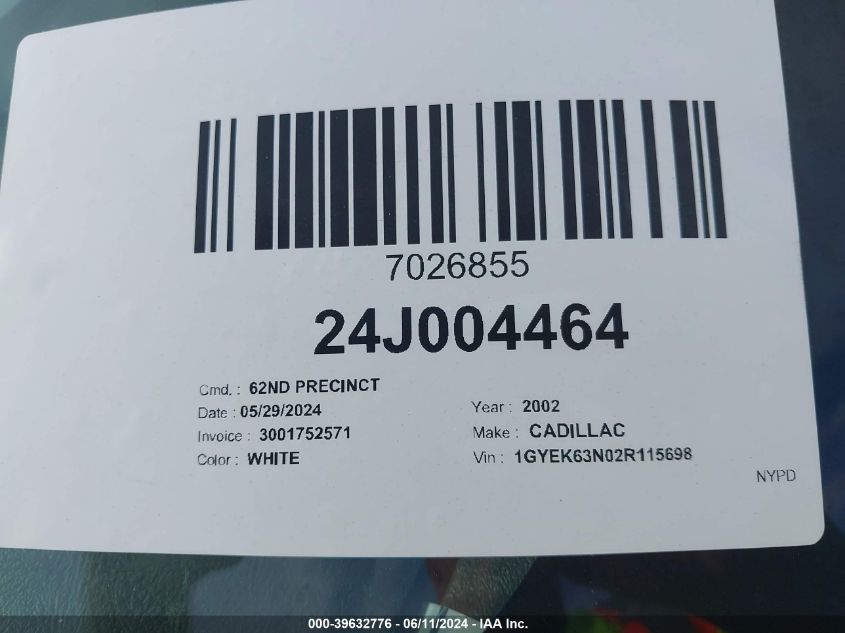 7026855
24J004464
Cmd. : 62ND PRECINCT
Date : 05/29/2024
Invoice : 3001752571
Color : WHITE
Year : 2002
Make : CADILLAC
Vin : 1GYEK63N02R115698
NYPD
000-39632776 - 06/11/2024 - IAA Inc.